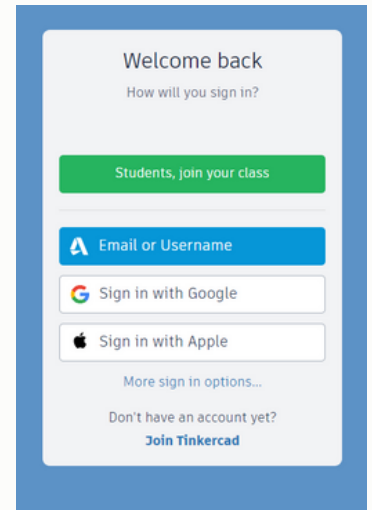 Welcome back
How will you sign in?
Students, join your class
Email or Username
Sign in with Google
Sign in with Apple
More sign in options...
Don't have an account yet?
Join Tinkercad